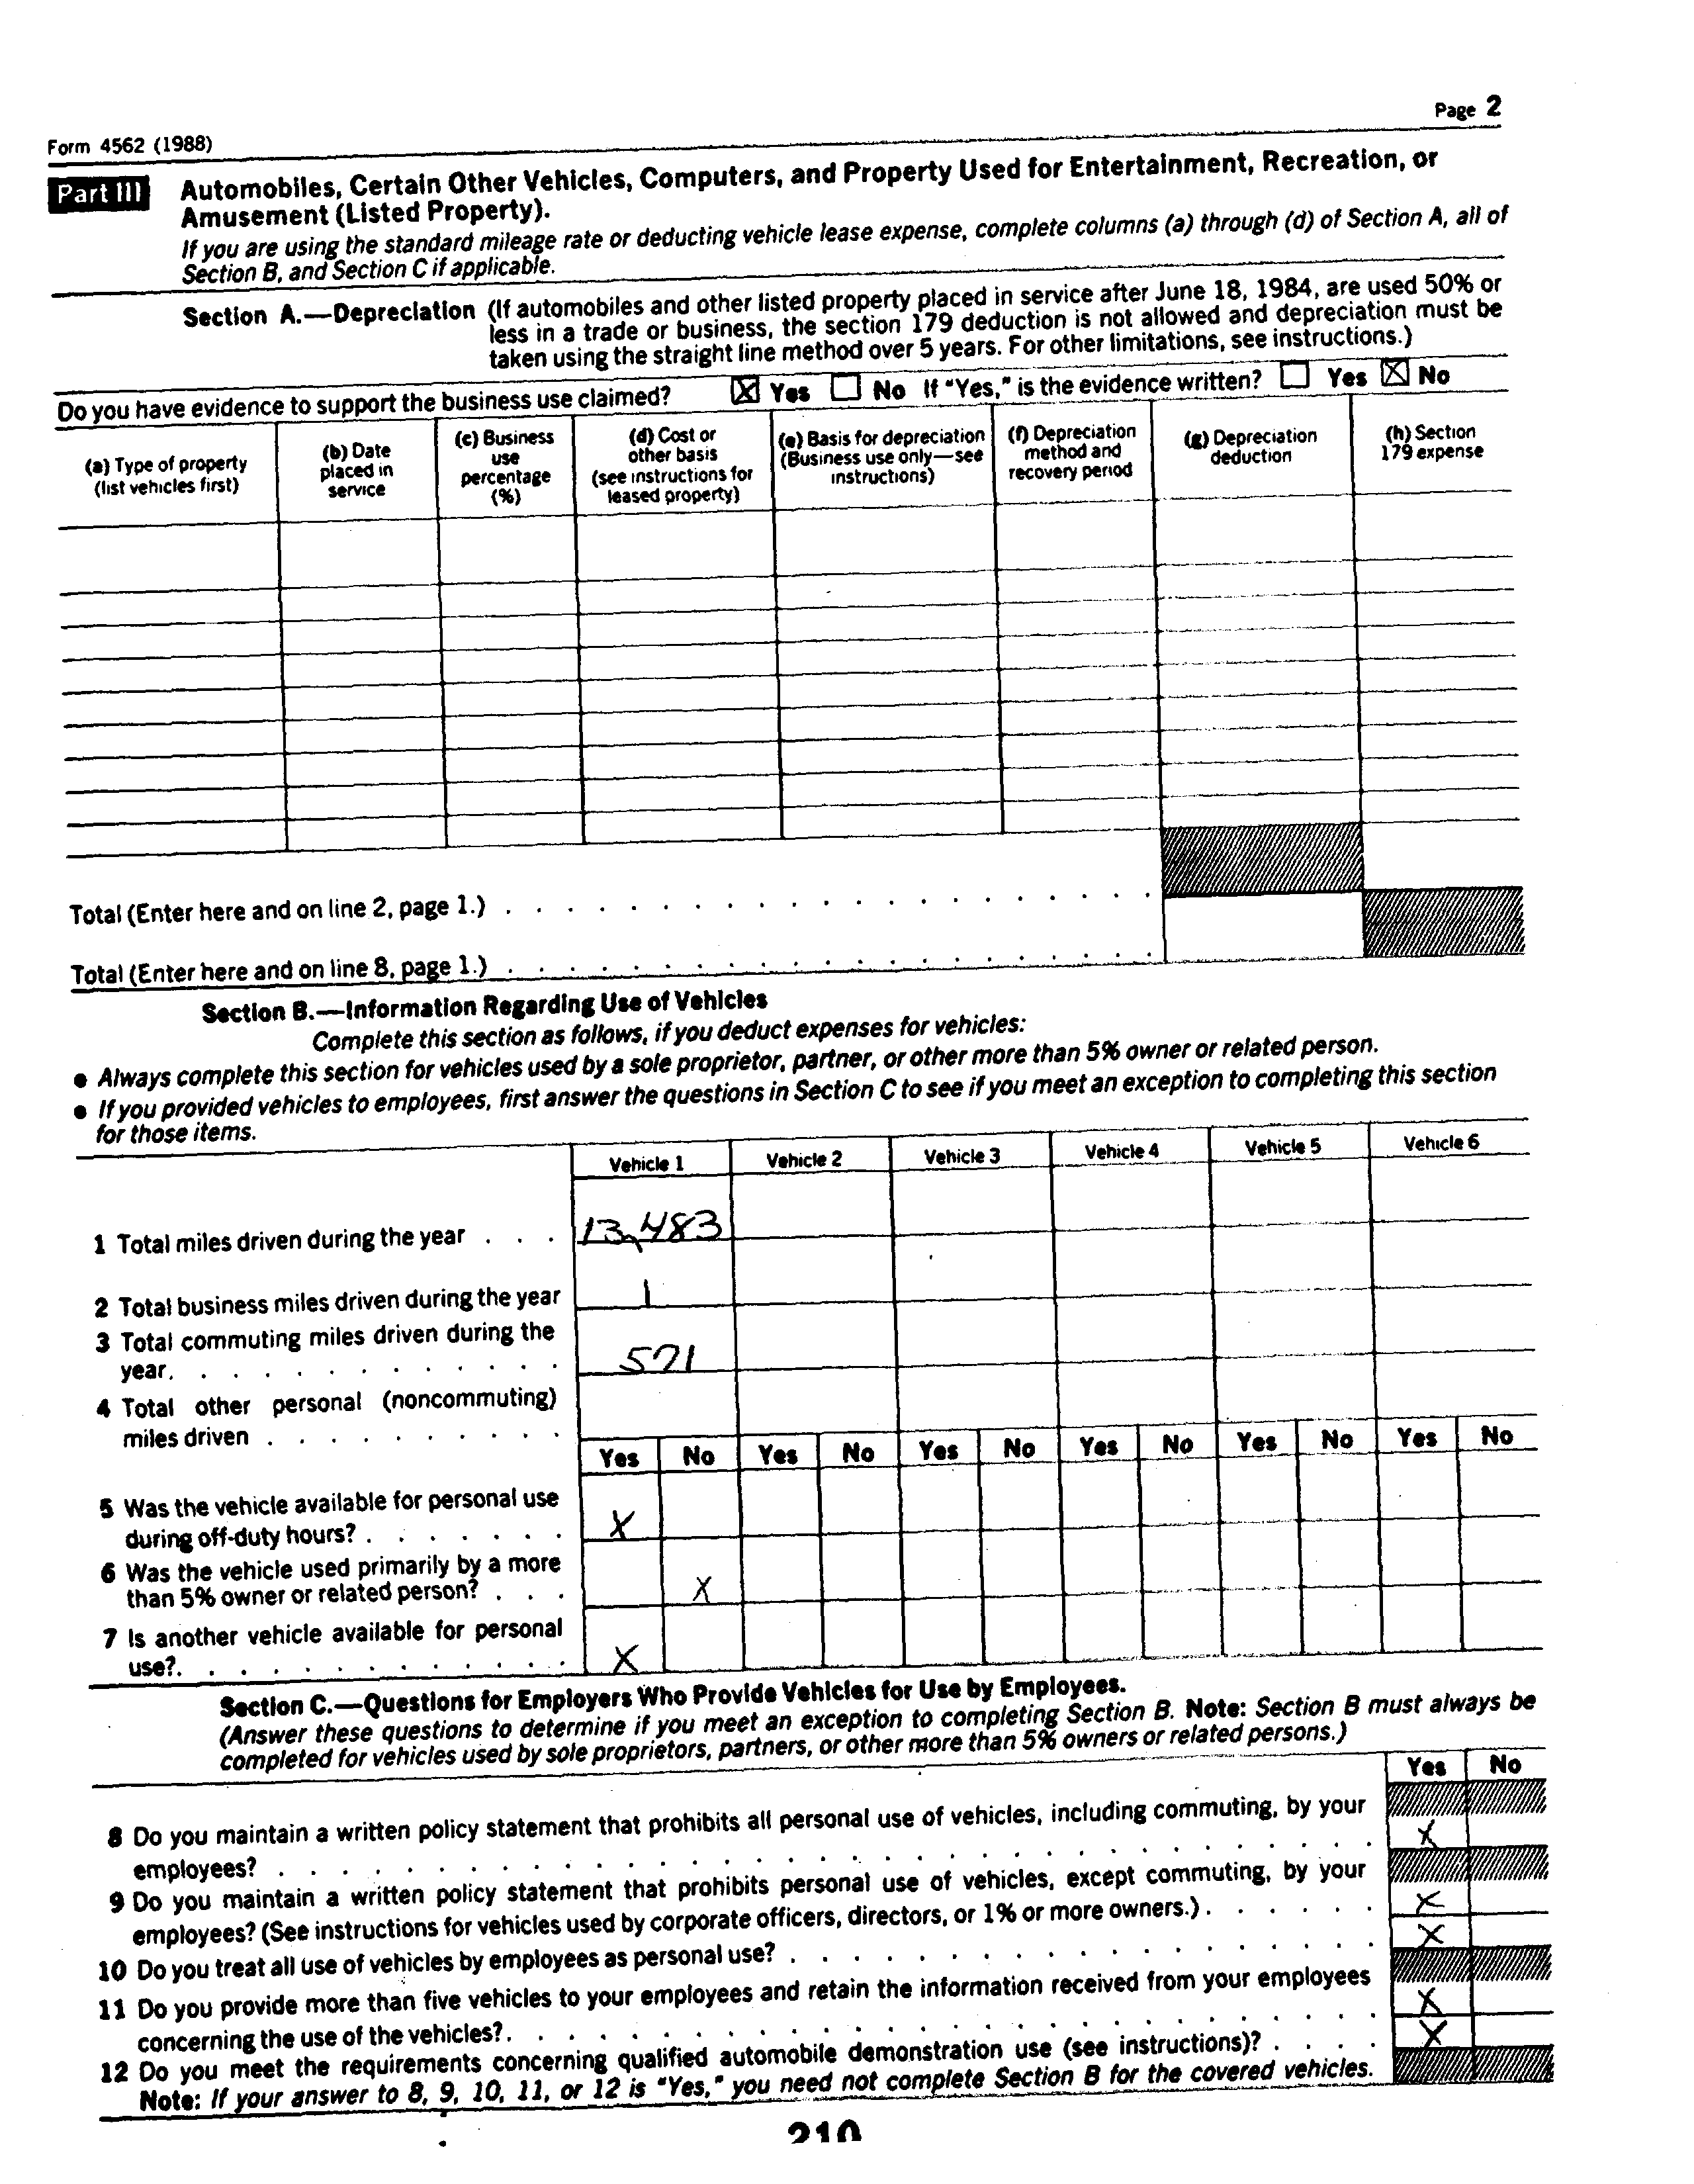 Page 2
Form 4562 (1988)
Part III Automobiles, Certain Other Vehicles, Computers, and Property Used for Entertainment, Recreation, or
Amusement (Listed Property).
If you are using the standard mileage rate or deducting vehicle lease expense, complete columns (a) through (d) of Section A, all of
Section B, and Section C if applicable.
Section A.—Depreciation (If automobiles and other listed property placed in service after June 18, 1984, are used 50% or
less in a trade or business, the section 179 deduction is not allowed and depreciation must be
taken using the straight line method over 5 years. For other limitations, see instructions.)
Do you have evidence to support the business use claimed? X Yes No If "Yes," is the evidence written? Yes X No
(a) Type of property
(list vehicles first)
(b) Date
placed in
service
(c) Business
use
percentage
(%)
(d) Cost or
other basis
(see instructions for
leased property)
(e) Basis for depreciation
(Business use only—see
instructions)
(f) Depreciation
method and
recovery period
(g) Depreciation
deduction
(h) Section
179 expense
Total (Enter here and on line 2, page 1.) . . . . . . . . . . . . . . . . . . . . .
Total (Enter here and on line 8, page 1.) . . . . . . . . . . . . . . . . . . . . .
Section B.—Information Regarding Use of Vehicles
Complete this section as follows, if you deduct expenses for vehicles:
● Always complete this section for vehicles used by a sole proprietor, partner, or other more than 5% owner or related person.
● If you provided vehicles to employees, first answer the questions in Section C to see if you meet an exception to completing this section
for those items.
Vehicle 1 Vehicle 2 Vehicle 3 Vehicle 4 Vehicle 5 Vehicle 6
1 Total miles driven during the year . . . 13,483
2 Total business miles driven during the year 1
3 Total commuting miles driven during the
year. . . . . . . . . . . . . 571
4 Total other personal (noncommuting)
miles driven . . . . . . . . . .
Yes No Yes No Yes No Yes No Yes No Yes No
5 Was the vehicle available for personal use
during off-duty hours? . . . . . . . X
6 Was the vehicle used primarily by a more
than 5% owner or related person? . . . X
7 Is another vehicle available for personal
use?. . . . . . . . . . . . . X
Section C.—Questions for Employers Who Provide Vehicles for Use by Employees.
(Answer these questions to determine if you meet an exception to completing Section B. Note: Section B must always be
completed for vehicles used by sole proprietors, partners, or other more than 5% owners or related persons.)
Yes No
8 Do you maintain a written policy statement that prohibits all personal use of vehicles, including commuting, by your
employees? . . . . . . . . . . . . . . . . . . . . . . . . . . . . . . . . . . X
9 Do you maintain a written policy statement that prohibits personal use of vehicles, except commuting, by your
employees? (See instructions for vehicles used by corporate officers, directors, or 1% or more owners.) . . . . . . X
10 Do you treat all use of vehicles by employees as personal use? . . . . . . . . . . . . . . . . . . X
11 Do you provide more than five vehicles to your employees and retain the information received from your employees
concerning the use of the vehicles?. . . . . . . . . . . . . . . . . . . . . . . . . . . X
12 Do you meet the requirements concerning qualified automobile demonstration use (see instructions)? . . . . X
Note: If your answer to 8, 9, 10, 11, or 12 is "Yes," you need not complete Section B for the covered vehicles.
210